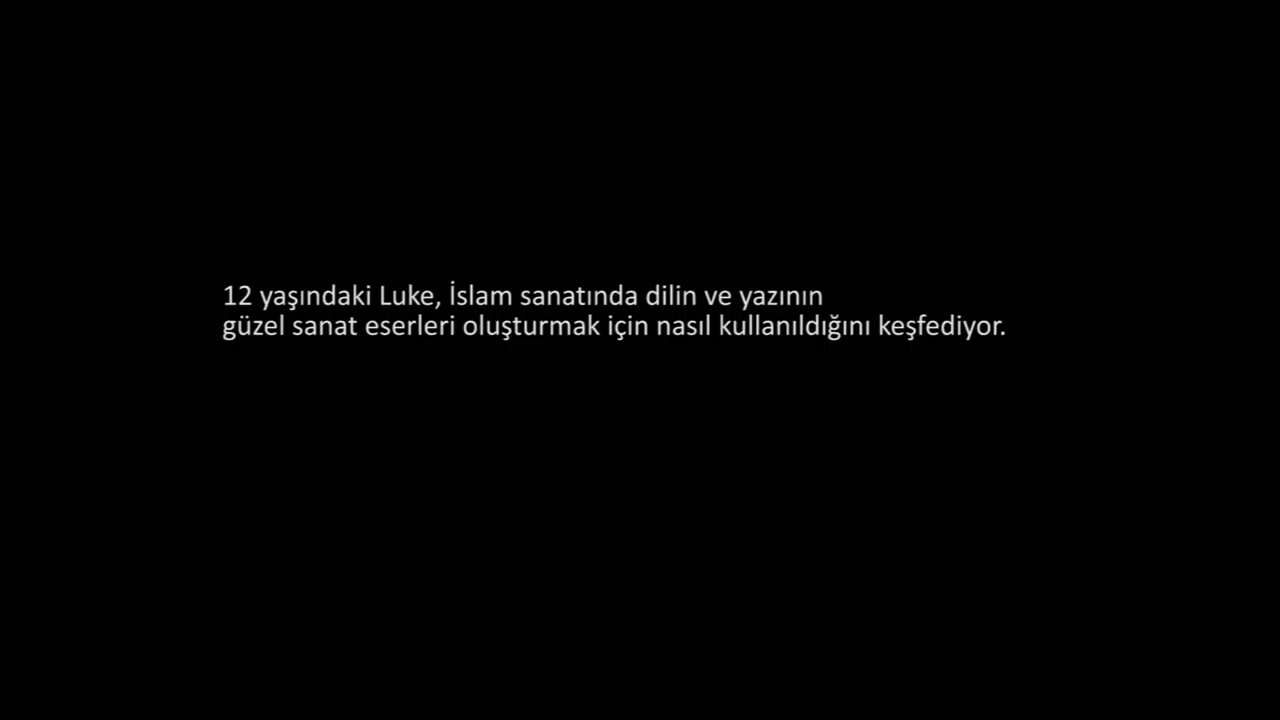 12 yaşındaki Luke, İslam sanatında dilin ve yazının
güzel sanat eserleri oluşturmak için nasıl kullanıldığını keşfediyor.